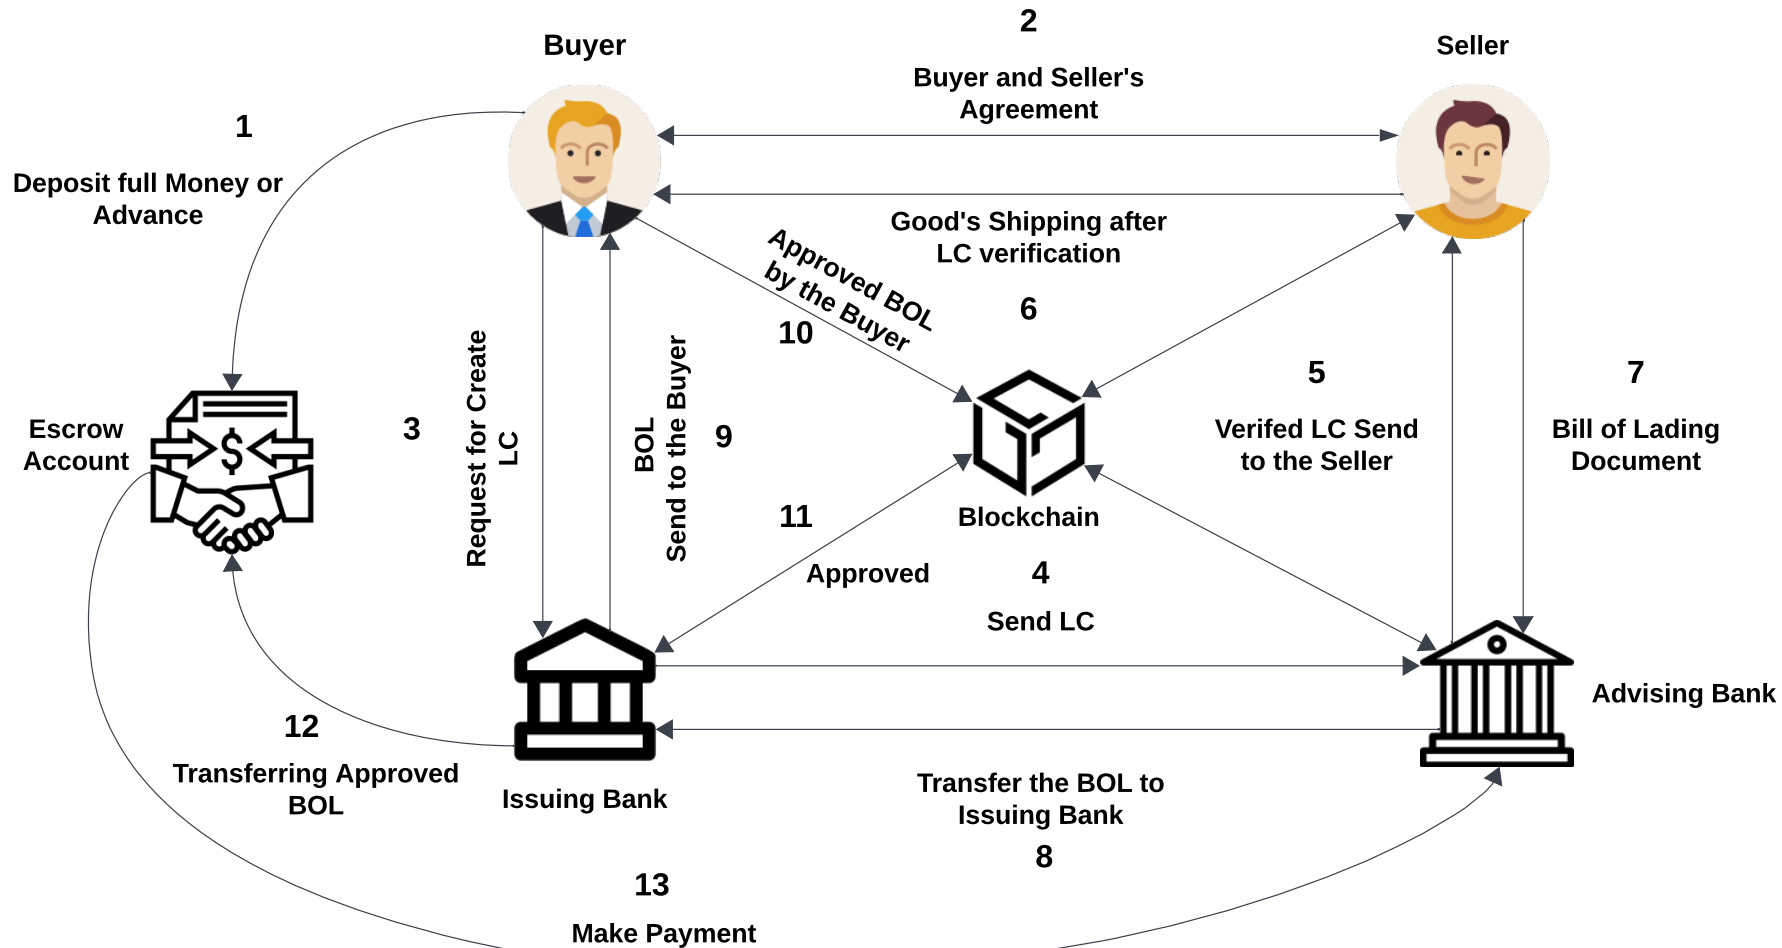 2
Buyer
Seller
Buyer and Seller's
Agreement
1
Deposit full Money or
Advance
Good's Shipping after
LC verification
6
Approved BOL
by the Buyer
10
Escrow
Account
3
Request for Create
LC
BOL
Send to the Buyer
9
5
Verifed LC Send
to the Seller
7
Bill of Lading
Document
Blockchain
11
Approved
4
Send LC
Advising Bank
12
Transferring Approved
BOL
Issuing Bank
Transfer the BOL to
Issuing Bank
8
13
Make Payment